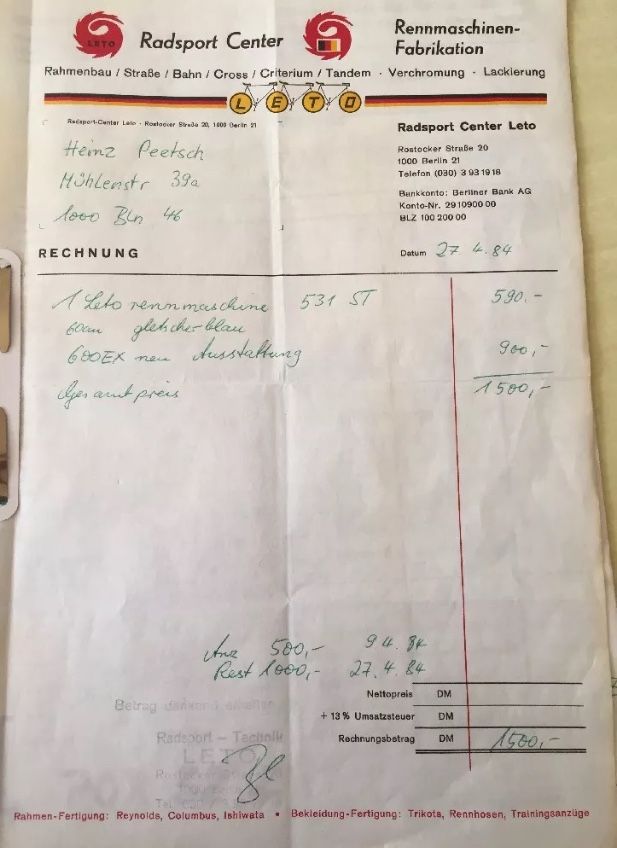 LETO
Radsport Center
Rennmaschinen-
Fabrikation
Rahmenbau / Straße / Bahn / Cross / Criterium / Tandem · Verchromung · Lackierung
LETO
Radsport-Center Leto · Rostocker Straße 20, 1000 Berlin 21
Radsport Center Leto
Heinz Peetsch
Rostocker Straße 20
1000 Berlin 21
Mühlenstr 39a
Telefon (030) 3 93 19 18
Bankkonto: Berliner Bank AG
1000 Bln 46
Konto-Nr. 29 109 00 00
BLZ 100 200 00
RECHNUNG
Datum 27 4.84
1 Leto rennmaschine 531 ST 590.-
60cm gletscherblau
600EX neu Ausstattung 900,-
Gesamtpreis 1500,-
Anz 500,- 9 4. 84
Rest 1000,- 27. 4. 84
Nettopreis DM
Betrag dankend erhalten
+ 13 % Umsatzsteuer DM
Radsport - Technik
Rechnungsbetrag DM 1500,-
LETO
Rahmen-Fertigung: Reynolds, Columbus, Ishiwata • Bekleidung-Fertigung: Trikots, Rennhosen, Trainingsanzüge